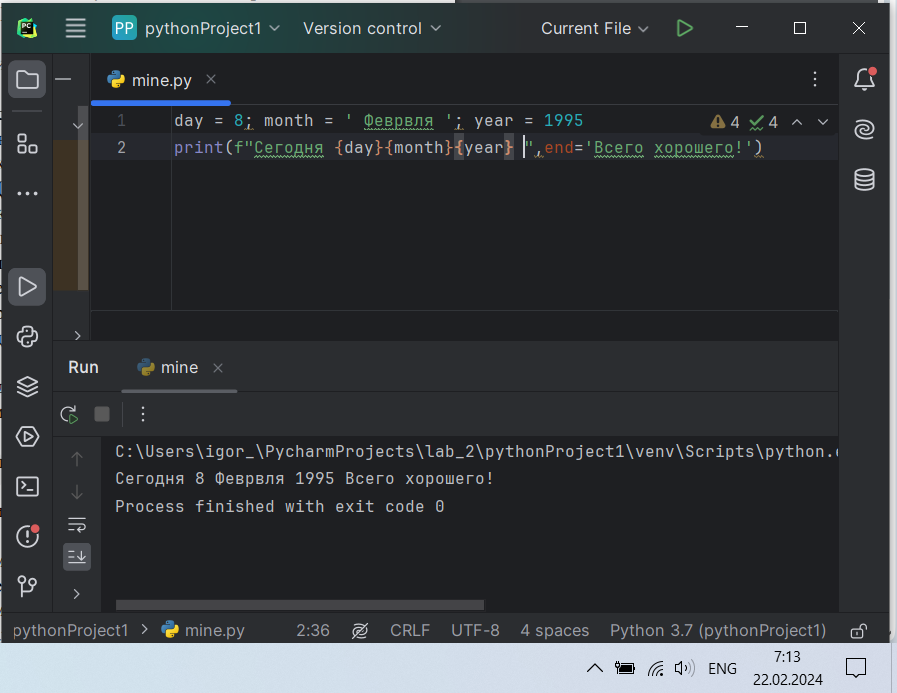 PC
PP pythonProject1 Version control Current File
mine.py
1 day = 8; month = ' Феврвля '; year = 1995 4 4
2 print(f"Сегодня {day}{month}{year} ",end='Всего хорошего!')
Run mine
C:\Users\igor_\PycharmProjects\lab_2\pythonProject1\venv\Scripts\python.e
Сегодня 8 Феврвля 1995 Всего хорошего!
Process finished with exit code 0
pythonProject1 mine.py 2:36 CRLF UTF-8 4 spaces Python 3.7 (pythonProject1)
ENG
7:13
22.02.2024